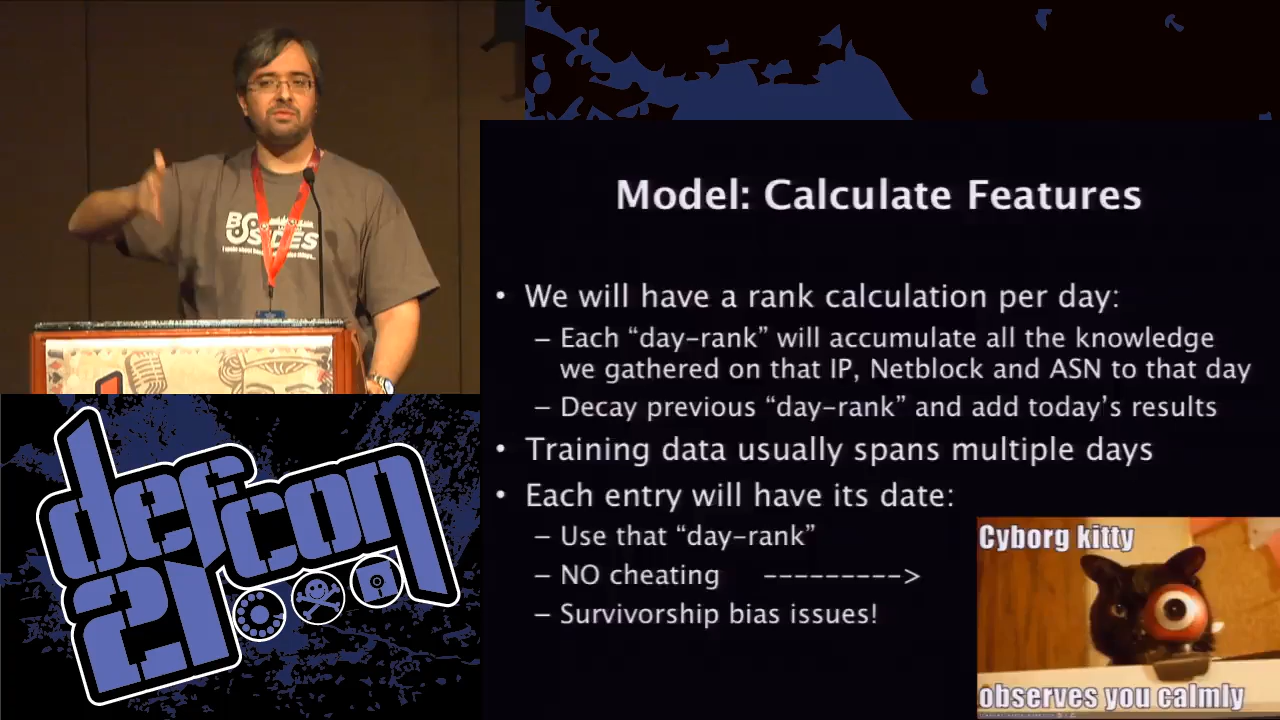 BSIDES
Model: Calculate Features
• We will have a rank calculation per day:
– Each “day-rank” will accumulate all the knowledge
we gathered on that IP, Netblock and ASN to that day
– Decay previous “day-rank” and add today’s results
• Training data usually spans multiple days
• Each entry will have its date:
– Use that “day-rank”
– NO cheating --------->
– Survivorship bias issues!
Cyborg kitty
observes you calmly
defcon
21